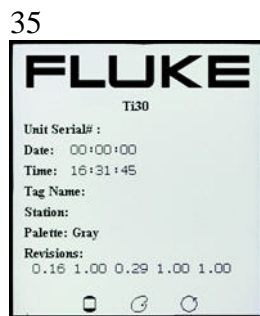 35
FLUKE
Ti30
Unit Serial# :
Date: 00:00:00
Time: 16:31:45
Tag Name:
Station:
Palette: Gray
Revisions:
0.16 1.00 0.29 1.00 1.00